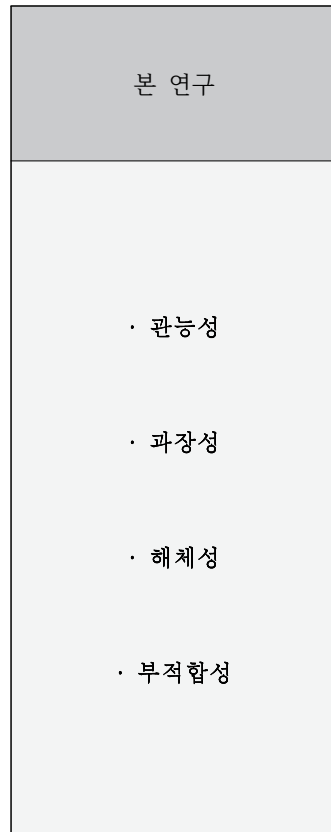 본 연구
· 관능성
· 과장성
· 해체성
· 부적합성